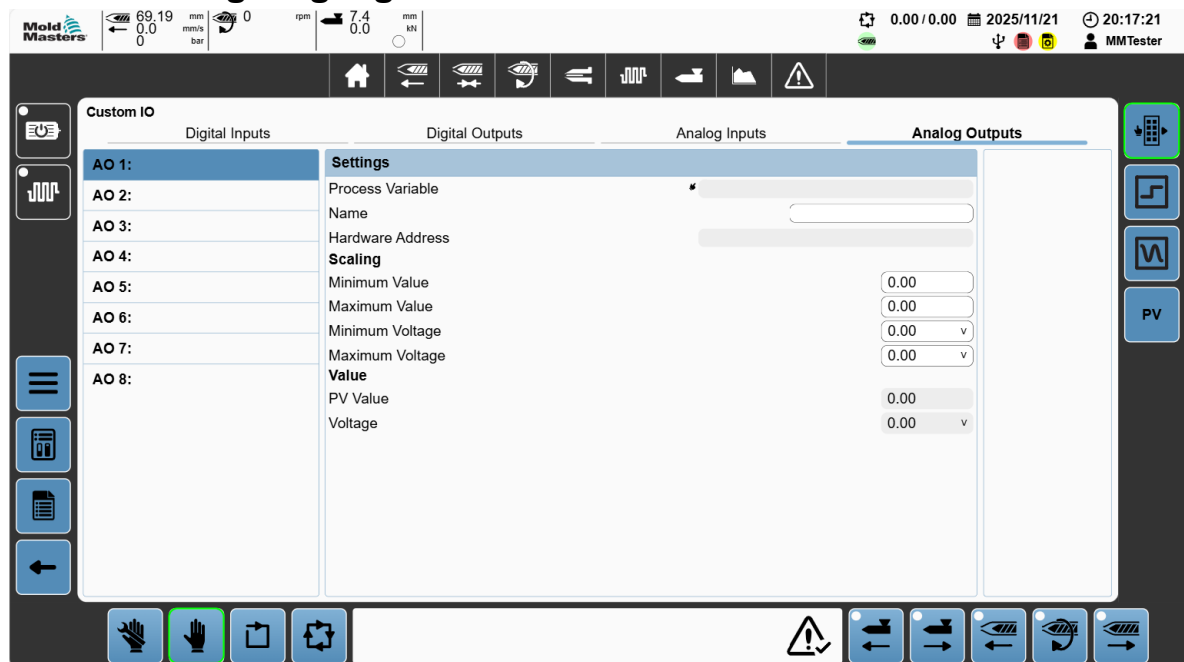 Mold
Masters
69.19 mm
0.0 mm/s
0 bar
0 rpm
7.4 mm
0.0 kN
0.00 / 0.00
2025/11/21
20:17:21
MMTester
Custom IO
Digital Inputs
Digital Outputs
Analog Inputs
Analog Outputs
AO 1:
AO 2:
AO 3:
AO 4:
AO 5:
AO 6:
AO 7:
AO 8:
Settings
Process Variable
Name
Hardware Address
Scaling
Minimum Value 0.00
Maximum Value 0.00
Minimum Voltage 0.00 v
Maximum Voltage 0.00 v
Value
PV Value 0.00
Voltage 0.00 v
PV